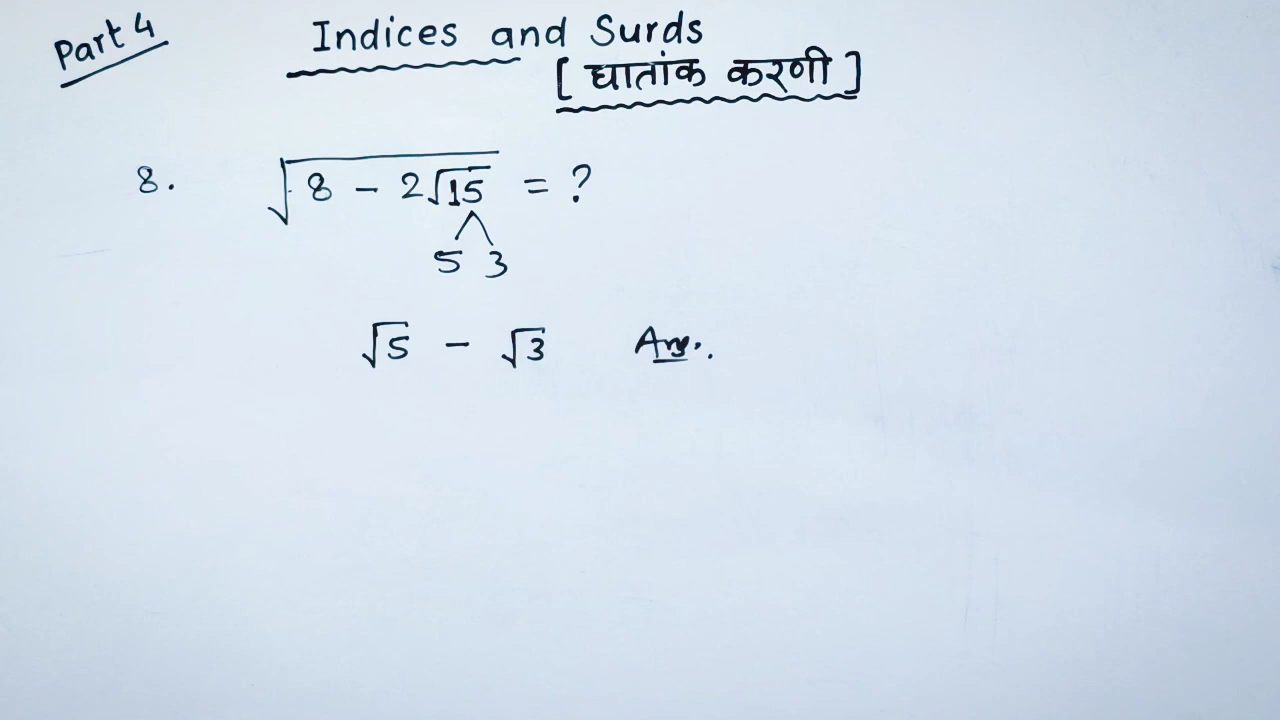 Part 4
Indices and Surds
[ घातांक करणी ]
8. √(8 - 2√15) = ?
5 3
√5 - √3 Ans.